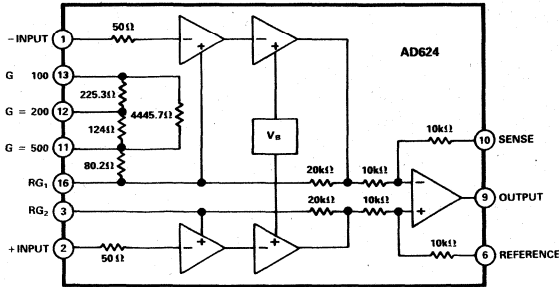 50Ω
−INPUT 1
AD624
G 100 13
225.3Ω
4445.7Ω
G = 200 12
124Ω
VB
G = 500 11
80.2Ω
10kΩ
10 SENSE
RG1 16
20kΩ 10kΩ
9 OUTPUT
RG2 3
20kΩ 10kΩ
+INPUT 2
50Ω
10kΩ
6 REFERENCE
− + − +
− +
− + − +